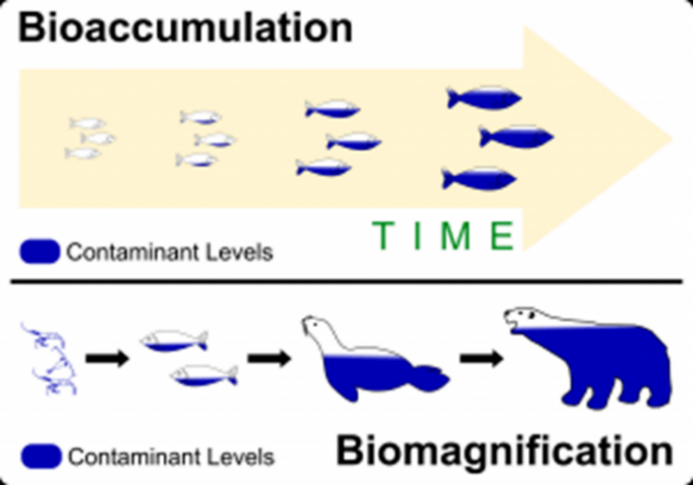 Bioaccumulation
T I M E
Contaminant Levels
Contaminant Levels
Biomagnification